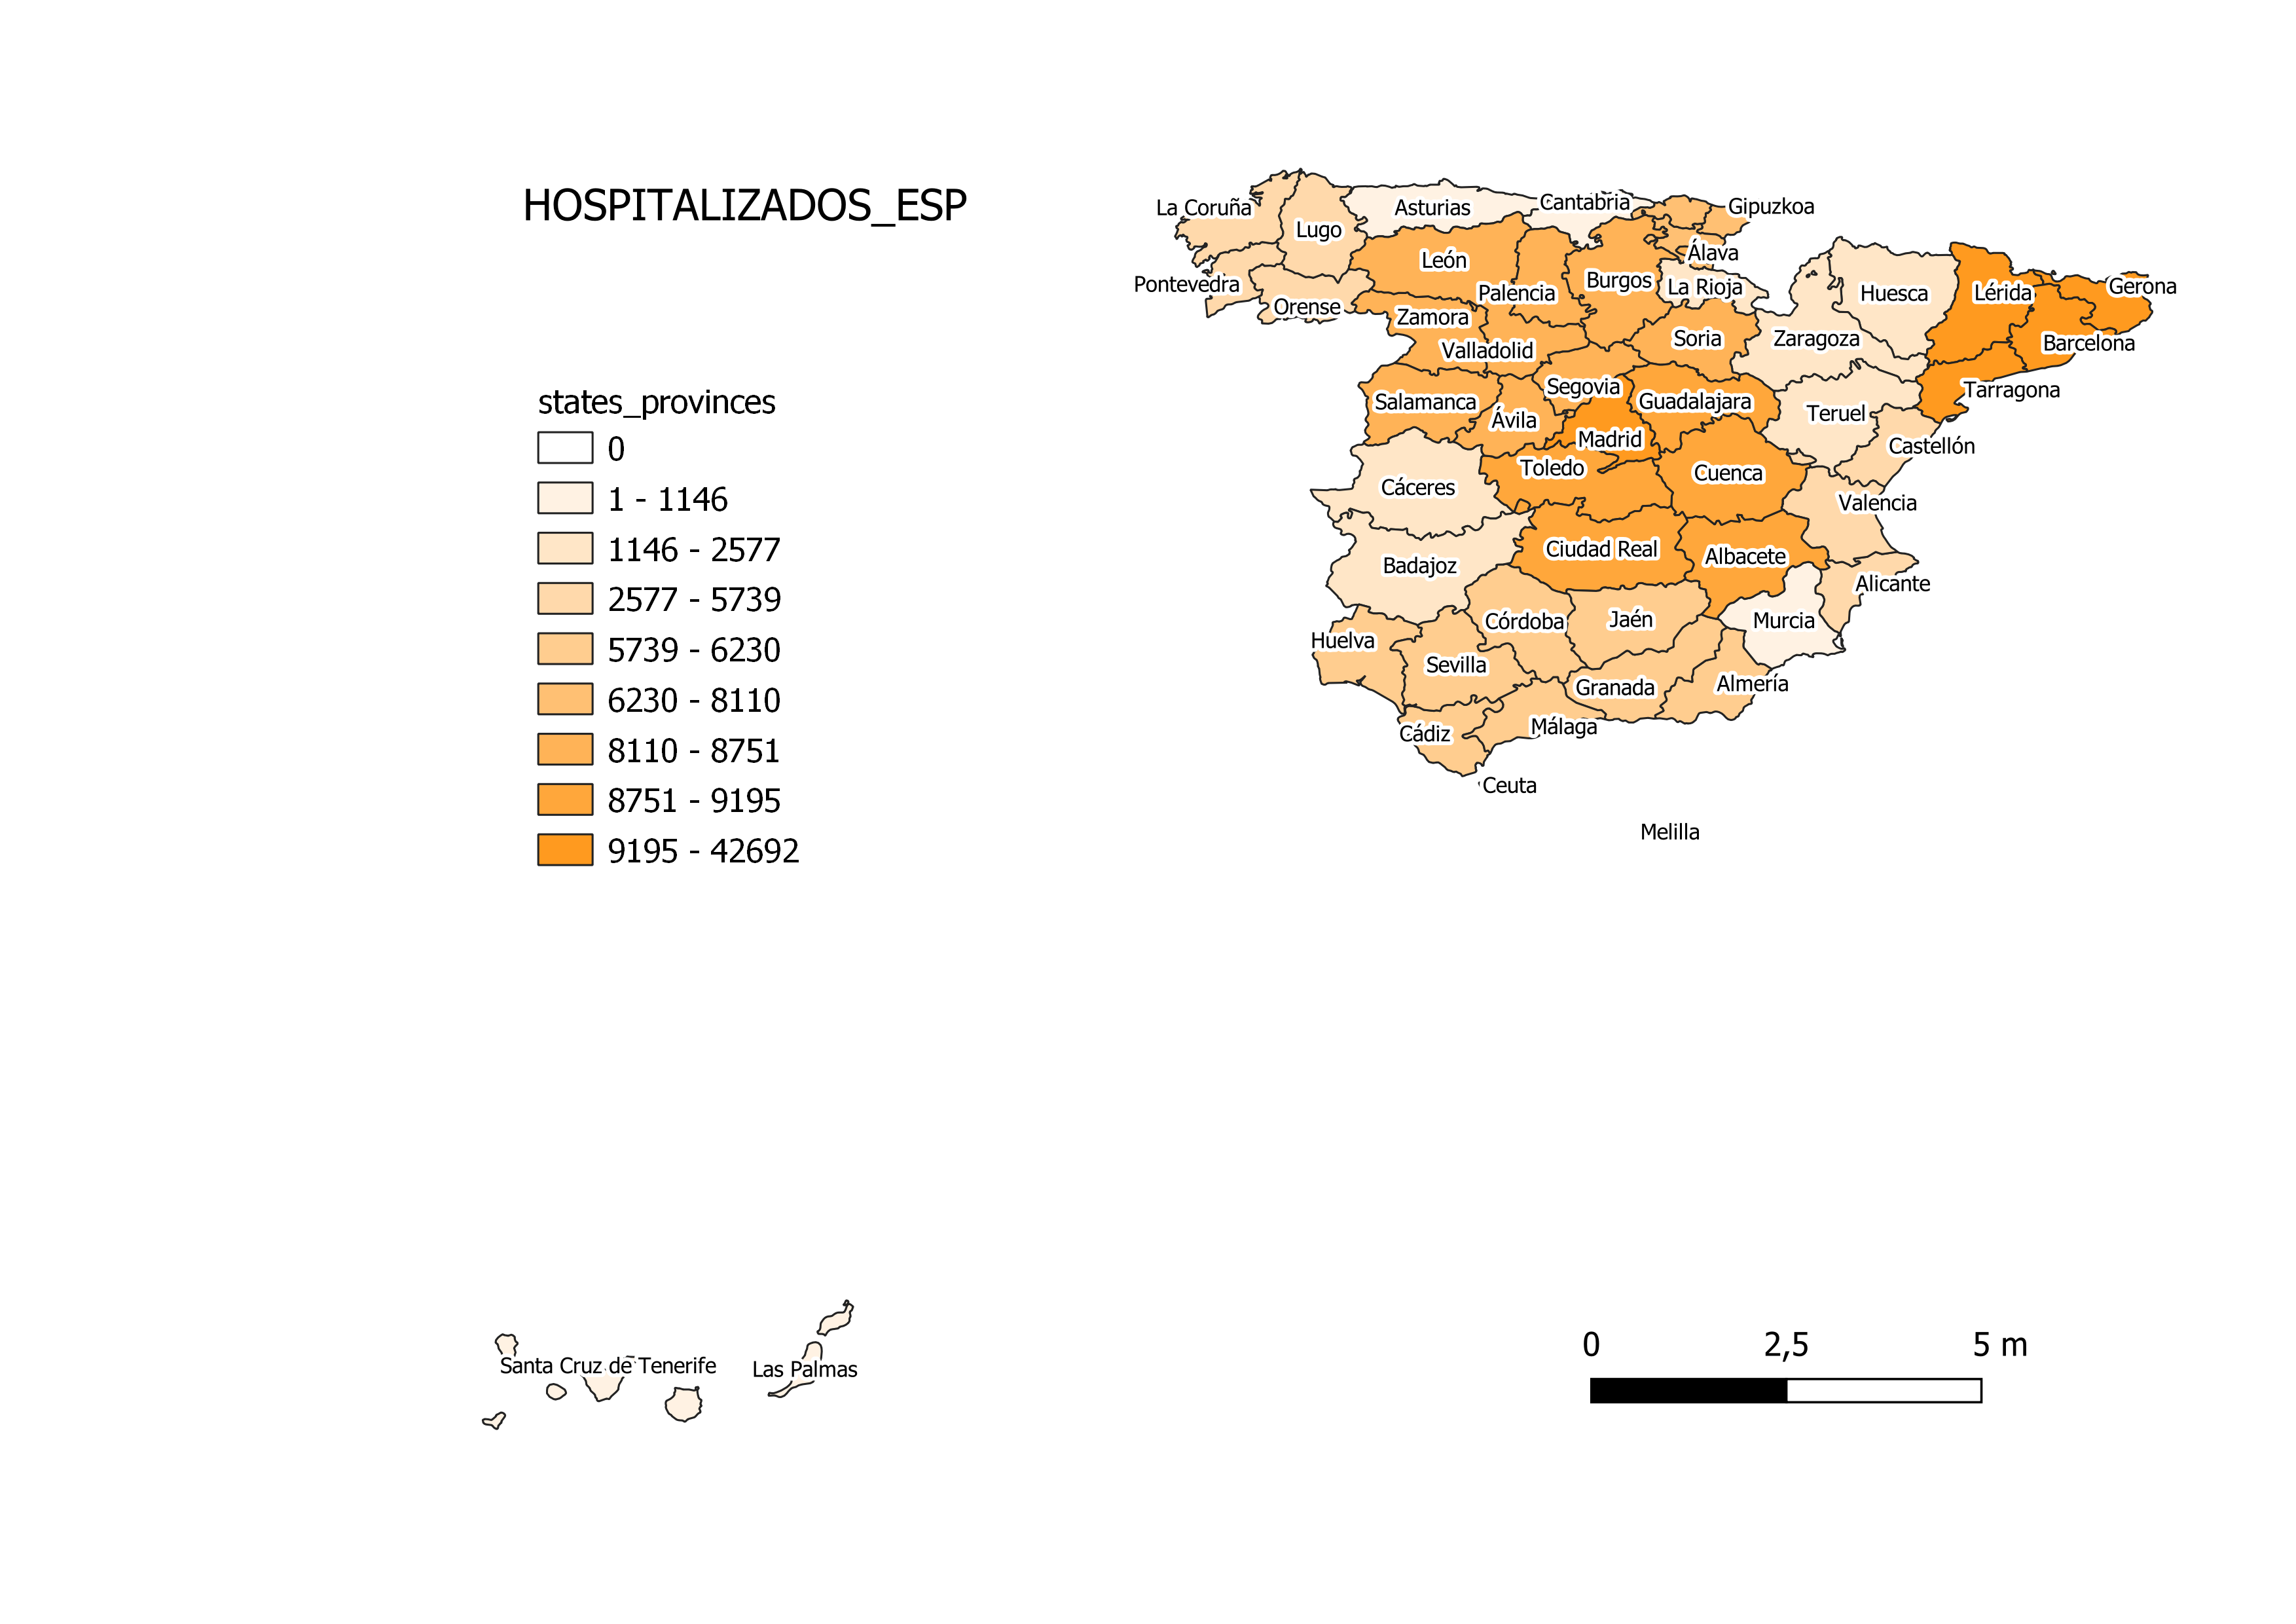 HOSPITALIZADOS_ESP
states_provinces
0
1 - 1146
1146 - 2577
2577 - 5739
5739 - 6230
6230 - 8110
8110 - 8751
8751 - 9195
9195 - 42692
La Coruña
Lugo
Asturias
Cantabria
Gipuzkoa
Pontevedra
Orense
León
Palencia
Burgos
Álava
La Rioja
Huesca
Lérida
Gerona
Zamora
Valladolid
Soria
Zaragoza
Barcelona
Salamanca
Ávila
Segovia
Guadalajara
Teruel
Tarragona
Madrid
Toledo
Cuenca
Castellón
Cáceres
Valencia
Badajoz
Ciudad Real
Albacete
Alicante
Huelva
Córdoba
Jaén
Murcia
Sevilla
Granada
Almería
Cádiz
Málaga
Ceuta
Melilla
Santa Cruz de Tenerife
Las Palmas
0 2,5 5 m